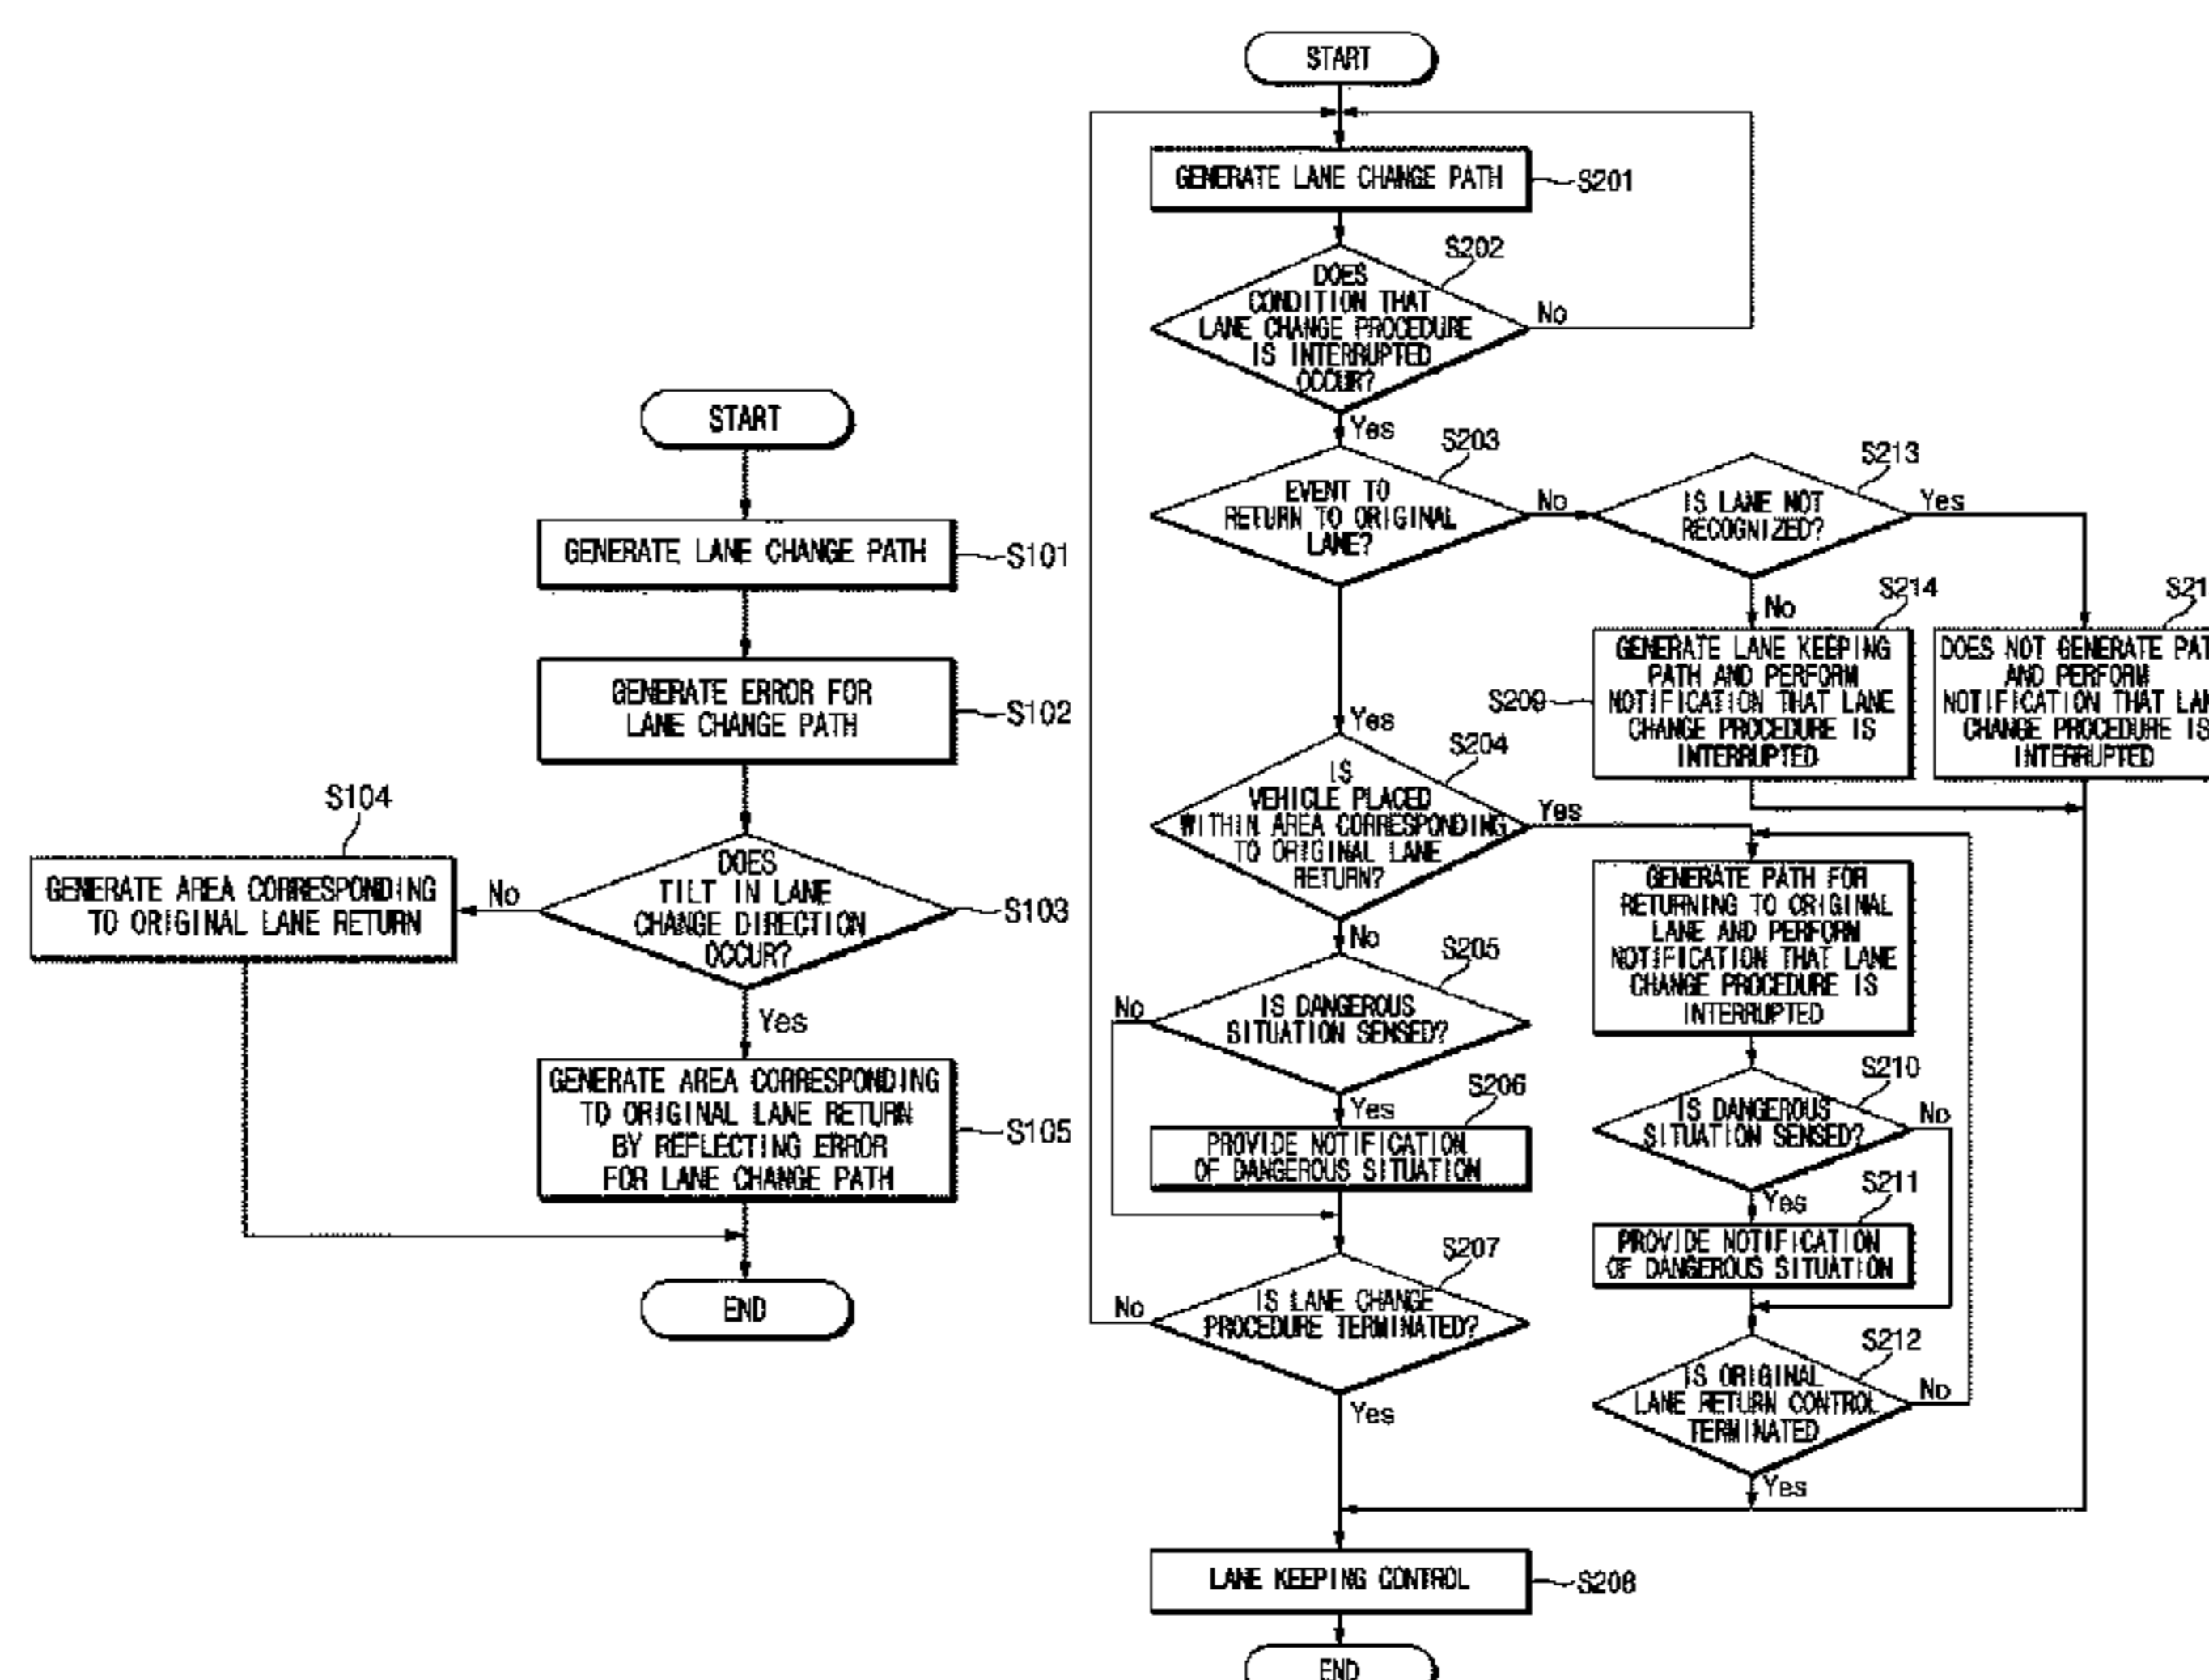 START
GENERATE LANE CHANGE PATH
S101
GENERATE ERROR FOR
LANE CHANGE PATH
S102
DOES
TILT IN LANE
CHANGE DIRECTION
OCCUR?
S103
No
S104
GENERATE AREA CORRESPONDING
TO ORIGINAL LANE RETURN
Yes
GENERATE AREA CORRESPONDING
TO ORIGINAL LANE RETURN
BY REFLECTING ERROR
FOR LANE CHANGE PATH
S105
END
START
GENERATE LANE CHANGE PATH
S201
S202
DOES
CONDITION THAT
LANE CHANGE PROCEDURE
IS INTERRUPTED
OCCUR?
No
Yes
S203
EVENT TO
RETURN TO ORIGINAL
LANE?
No
S213
IS LANE NOT
RECOGNIZED?
Yes
No
S214
GENERATE LANE KEEPING
PATH AND PERFORM
NOTIFICATION THAT LANE
CHANGE PROCEDURE IS
INTERRUPTED
S209
DOES NOT GENERATE
AND PERFORM
NOTIFICATION THAT
CHANGE PROCEDURE IS
INTERRUPTED
Yes
S204
IS
VEHICLE PLACED
WITHIN AREA CORRESPONDING
TO ORIGINAL LANE
RETURN?
Yes
GENERATE PATH FOR
RETURNING TO ORIGINAL
LANE AND PERFORM
NOTIFICATION THAT LANE
CHANGE PROCEDURE IS
INTERRUPTED
No
S205
IS DANGEROUS
SITUATION SENSED?
No
Yes
S206
PROVIDE NOTIFICATION
OF DANGEROUS SITUATION
S210
IS DANGEROUS
SITUATION SENSED?
No
Yes
S211
PROVIDE NOTIFICATION
OF DANGEROUS SITUATION
S207
IS LANE CHANGE
PROCEDURE TERMINATED?
No
Yes
S212
IS ORIGINAL
LANE RETURN CONTROL
TERMINATED
No
Yes
LANE KEEPING CONTROL
S208
END